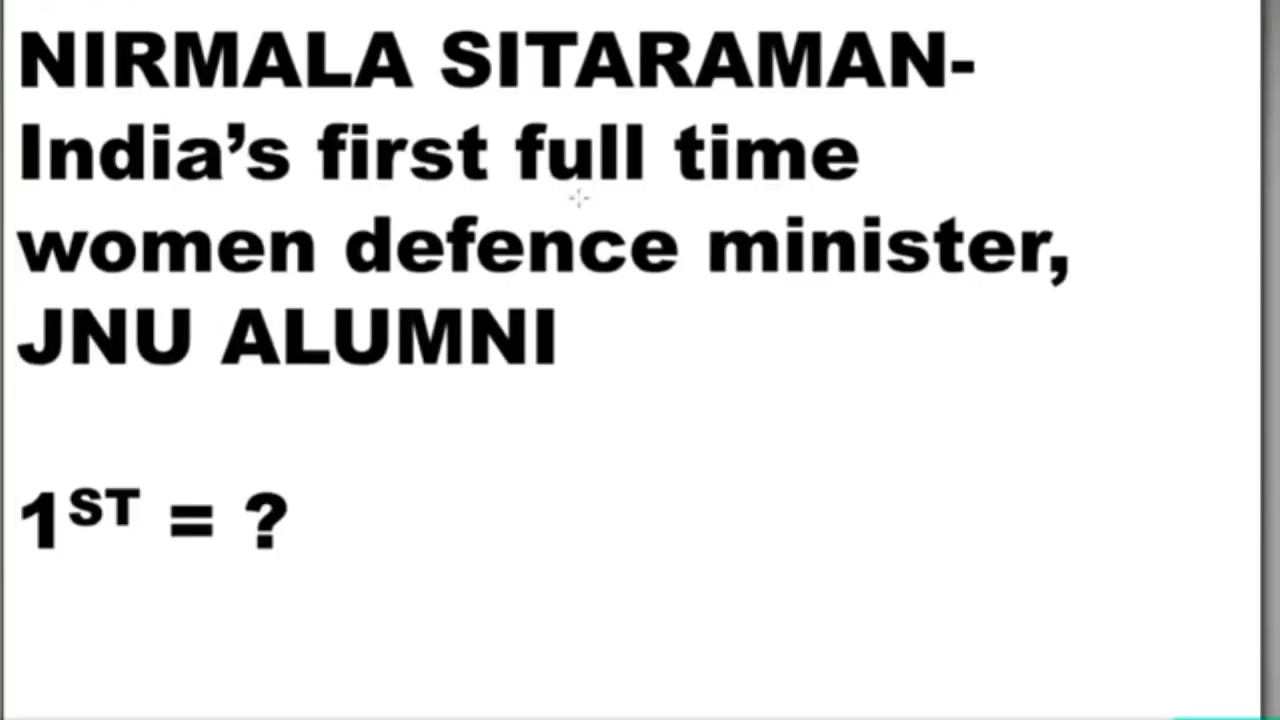 NIRMALA SITARAMAN-
India’s first full time
women defence minister,
JNU ALUMNI
1ST = ?